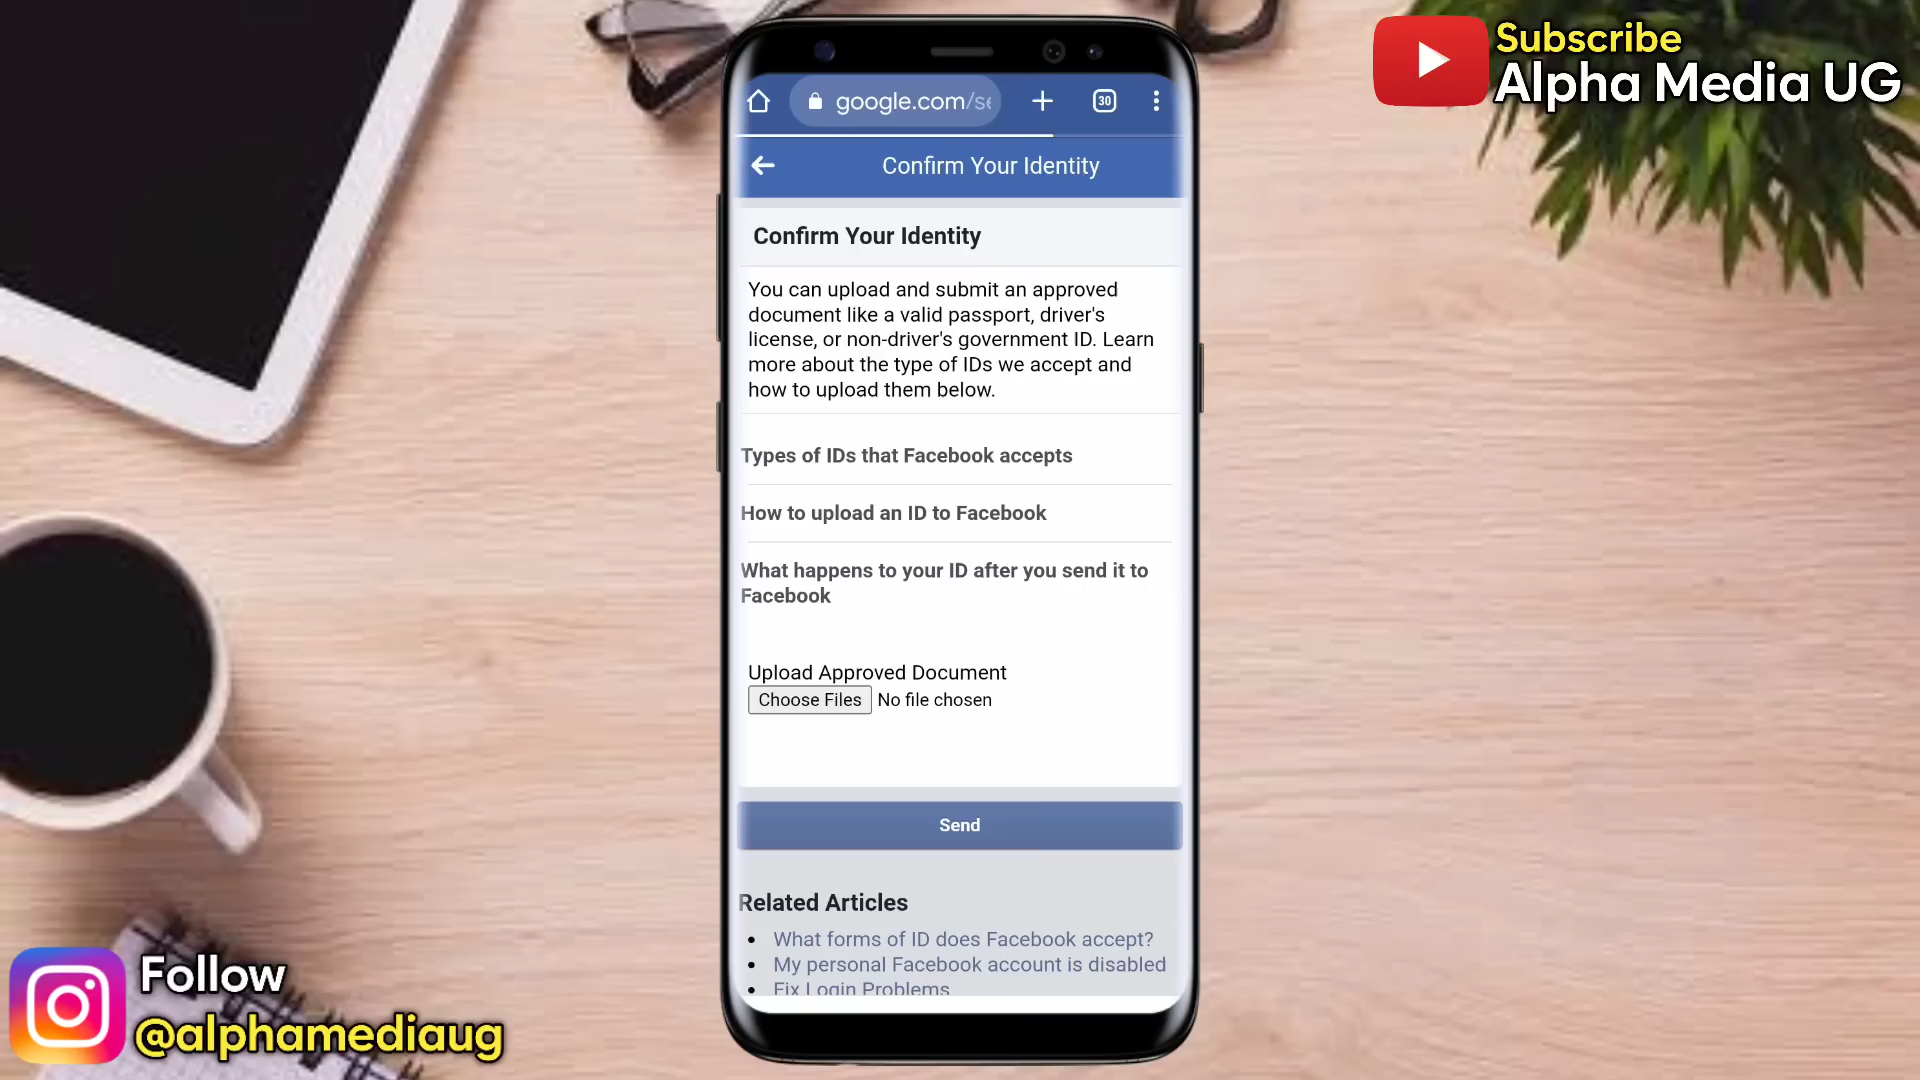 Subscribe
Alpha Media UG
google.com/se
30
Confirm Your Identity
Confirm Your Identity
You can upload and submit an approved
document like a valid passport, driver's
license, or non-driver's government ID. Learn
more about the type of IDs we accept and
how to upload them below.
Types of IDs that Facebook accepts
How to upload an ID to Facebook
What happens to your ID after you send it to
Facebook
Upload Approved Document
Choose Files No file chosen
Send
Related Articles
• What forms of ID does Facebook accept?
• My personal Facebook account is disabled
• Fix Login Problems
Follow
@alphamediaug